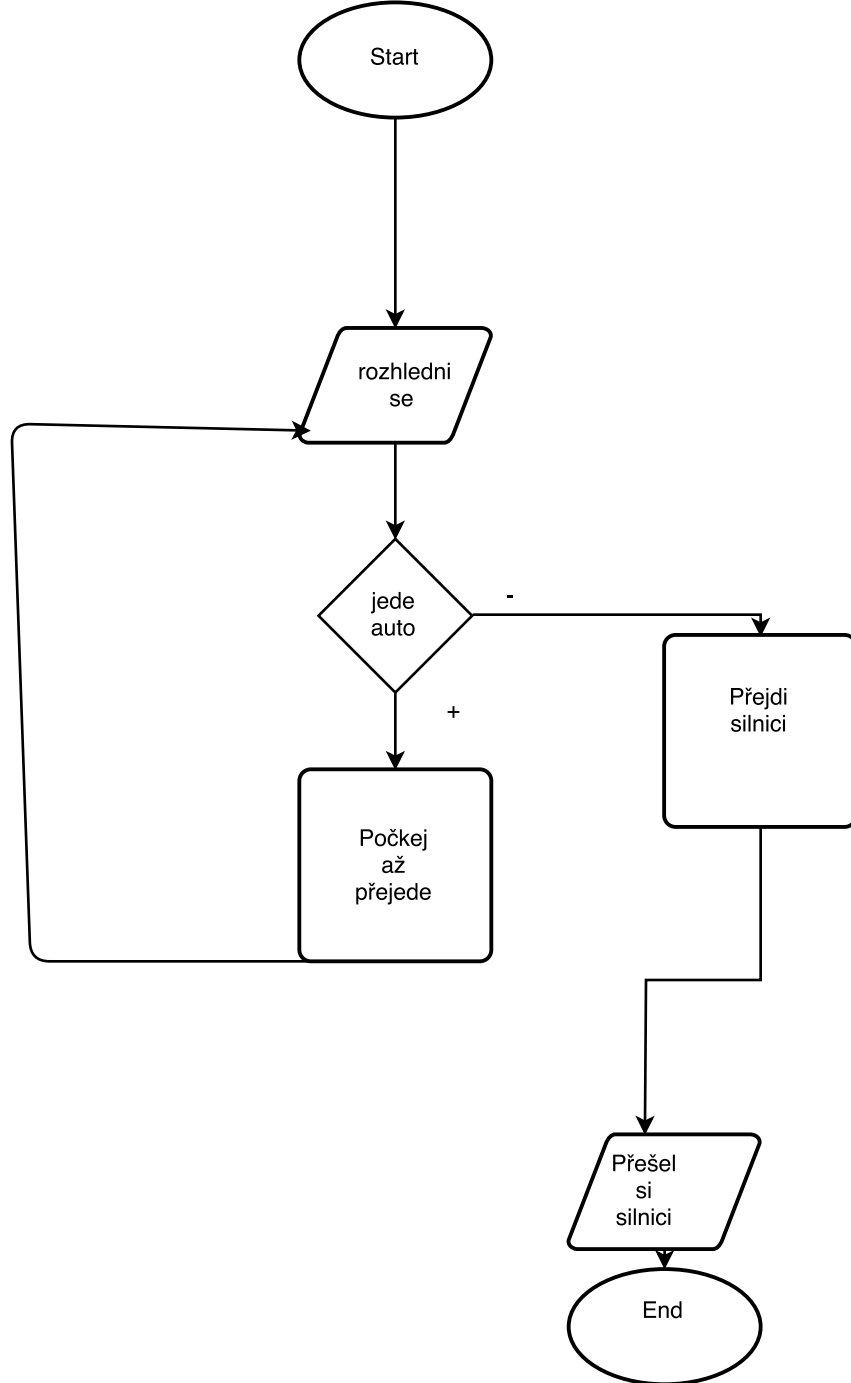 Start
rozhledni
se
jede
auto
-
+
Přejdi
silnici
Počkej
až
přejede
Přešel
si
silnici
End